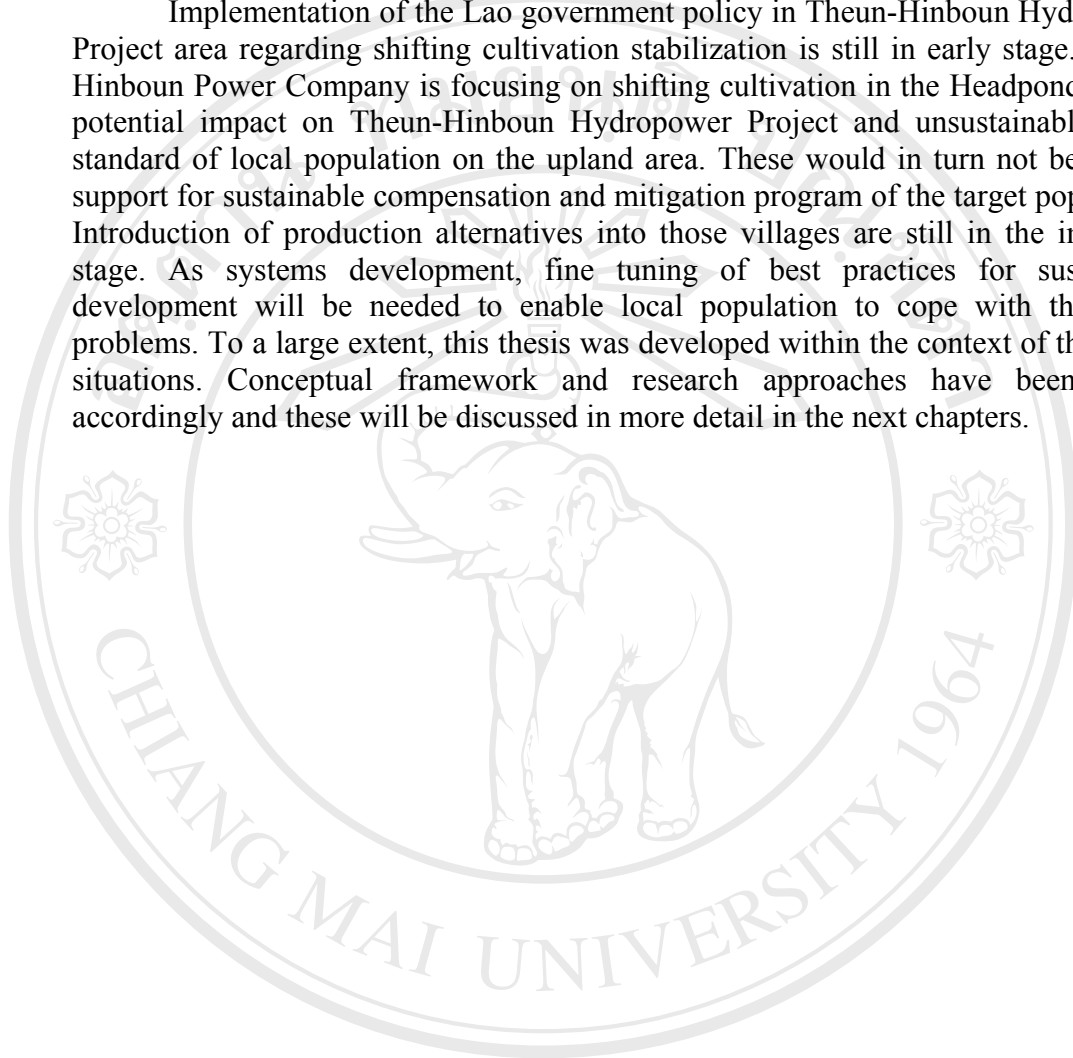 Implementation of the Lao government policy in Theun-Hinboun Hyd
Project area regarding shifting cultivation stabilization is still in early stage.
Hinboun Power Company is focusing on shifting cultivation in the Headpond
potential impact on Theun-Hinboun Hydropower Project and unsustainabl
standard of local population on the upland area. These would in turn not be
support for sustainable compensation and mitigation program of the target pop
Introduction of production alternatives into those villages are still in the in
stage. As systems development, fine tuning of best practices for sus
development will be needed to enable local population to cope with th
problems. To a large extent, this thesis was developed within the context of th
situations. Conceptual framework and research approaches have been
accordingly and these will be discussed in more detail in the next chapters.
CHIANG MAI UNIVERSITY 1964